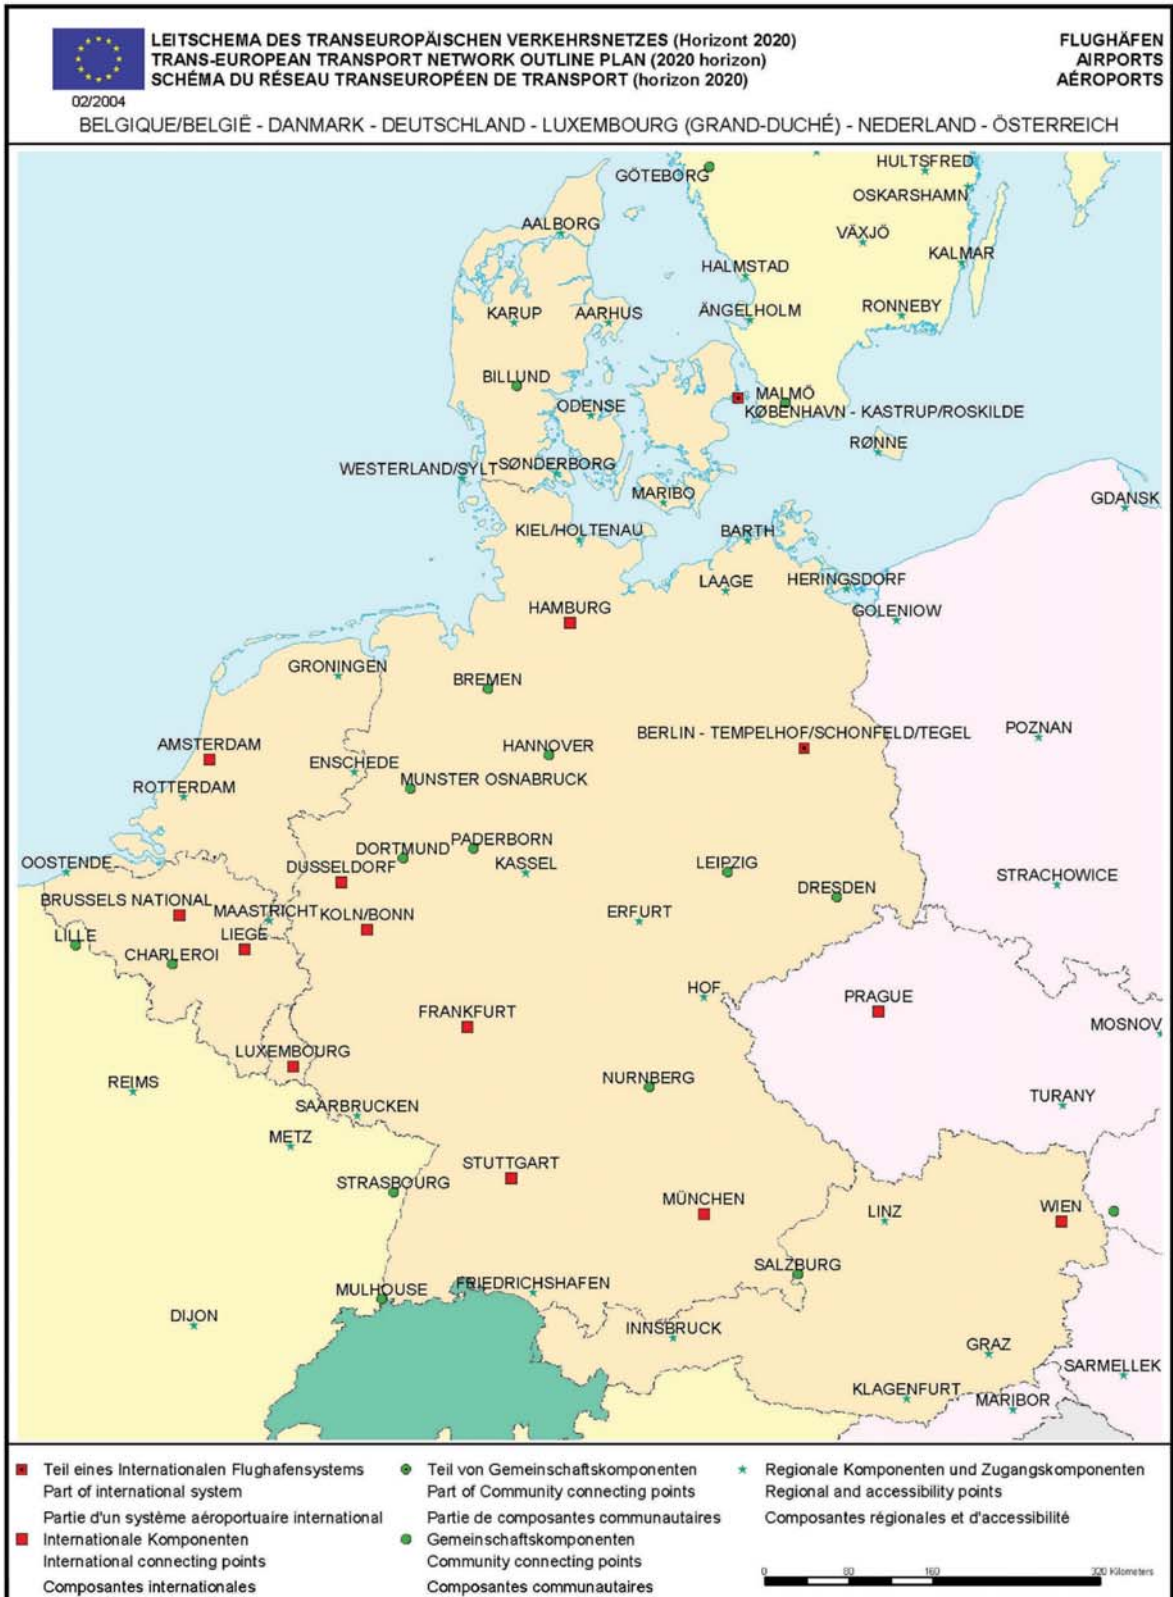 LEITSCHEMA DES TRANSEUROPÄISCHEN VERKEHRSNETZES (Horizont 2020)
TRANS-EUROPEAN TRANSPORT NETWORK OUTLINE PLAN (2020 horizon)
SCHÉMA DU RÉSEAU TRANSEUROPÉEN DE TRANSPORT (horizon 2020)
FLUGHÄFEN
AIRPORTS
AÉROPORTS
02/2004
BELGIQUE/BELGIË - DANMARK - DEUTSCHLAND - LUXEMBOURG (GRAND-DUCHÉ) - NEDERLAND - ÖSTERREICH
HULTSFRED
GÖTEBORG
OSKARSHAMN
AALBORG
VÄXJÖ
KALMAR
HALMSTAD
KARUP
AARHUS
ÄNGELHOLM
RONNEBY
BILLUND
MALMÖ
ODENSE
KØBENHAVN - KASTRUP/ROSKILDE
RØNNE
WESTERLAND/SYLT
SØNDERBORG
MARIBO
GDANSK
KIEL/HOLTENAU
BARTH
LAAGE
HERINGSDORF
HAMBURG
GOLENIOW
GRONINGEN
BREMEN
POZNAN
BERLIN - TEMPELHOF/SCHONFELD/TEGEL
AMSTERDAM
HANNOVER
ENSCHEDE
MUNSTER OSNABRUCK
ROTTERDAM
DORTMUND
PADERBORN
OOSTENDE
DUSSELDORF
KASSEL
LEIPZIG
STRACHOWICE
DRESDEN
BRUSSELS NATIONAL
MAASTRICHT
KOLN/BONN
ERFURT
LILLE
LIEGE
CHARLEROI
HOF
PRAGUE
FRANKFURT
MOSNOV
LUXEMBOURG
REIMS
NURNBERG
TURANY
SAARBRUCKEN
METZ
STUTTGART
STRASBOURG
MÜNCHEN
LINZ
WIEN
SALZBURG
MULHOUSE
FRIEDRICHSHAFEN
DIJON
INNSBRUCK
GRAZ
SARMELLEK
KLAGENFURT
MARIBOR
Teil eines Internationalen Flughafensystems
Part of international system
Partie d'un système aéroportuaire international
Internationale Komponenten
International connecting points
Composantes internationales
Teil von Gemeinschaftskomponenten
Part of Community connecting points
Partie de composantes communautaires
Gemeinschaftskomponenten
Community connecting points
Composantes communautaires
Regionale Komponenten und Zugangskomponenten
Regional and accessibility points
Composantes régionales et d'accessibilité
0 80 160 320 Kilometers